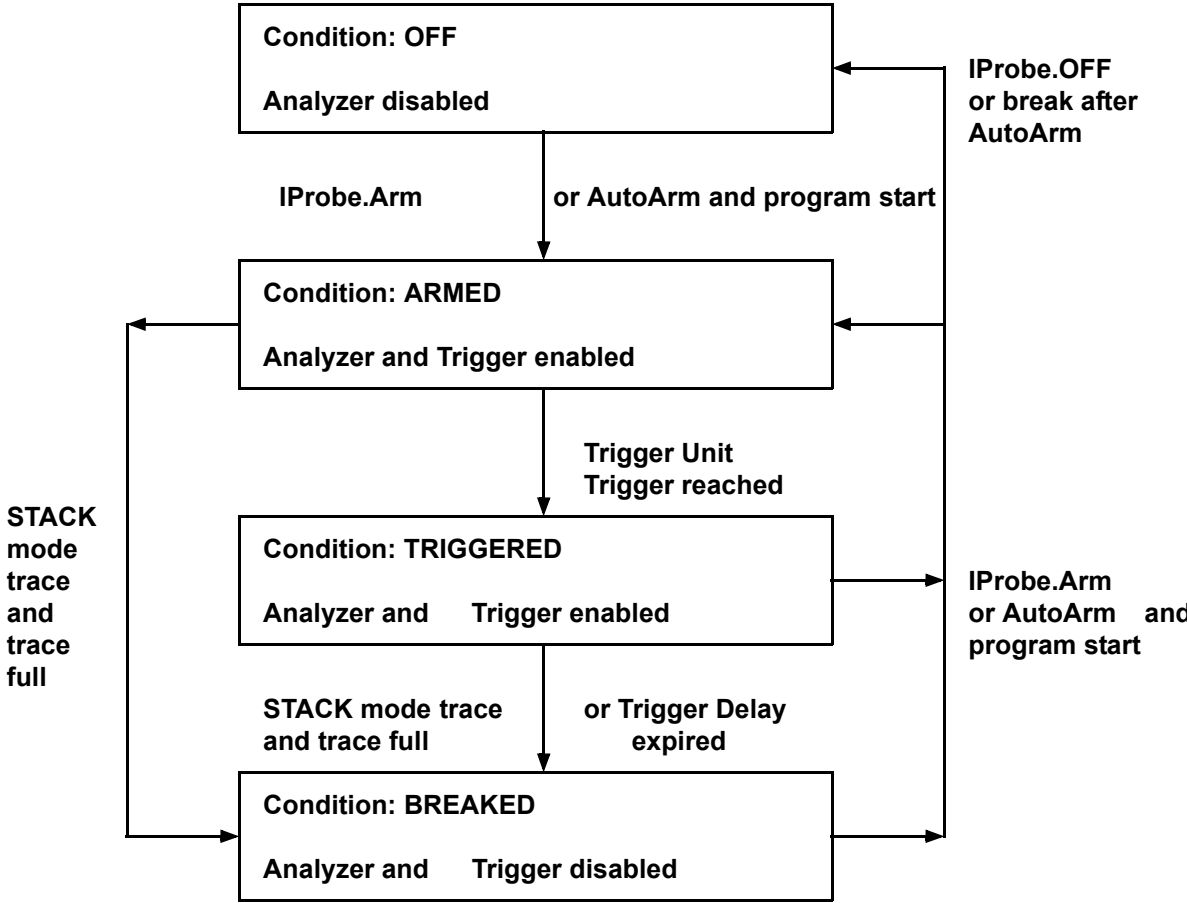 Condition: OFF
Analyzer disabled
IProbe.OFF
or break after
AutoArm
IProbe.Arm or AutoArm and program start
Condition: ARMED
Analyzer and Trigger enabled
Trigger Unit
Trigger reached
STACK
mode
trace
and
trace
full
Condition: TRIGGERED
Analyzer and Trigger enabled
IProbe.Arm
or AutoArm and
program start
STACK mode trace or Trigger Delay
and trace full expired
Condition: BREAKED
Analyzer and Trigger disabled